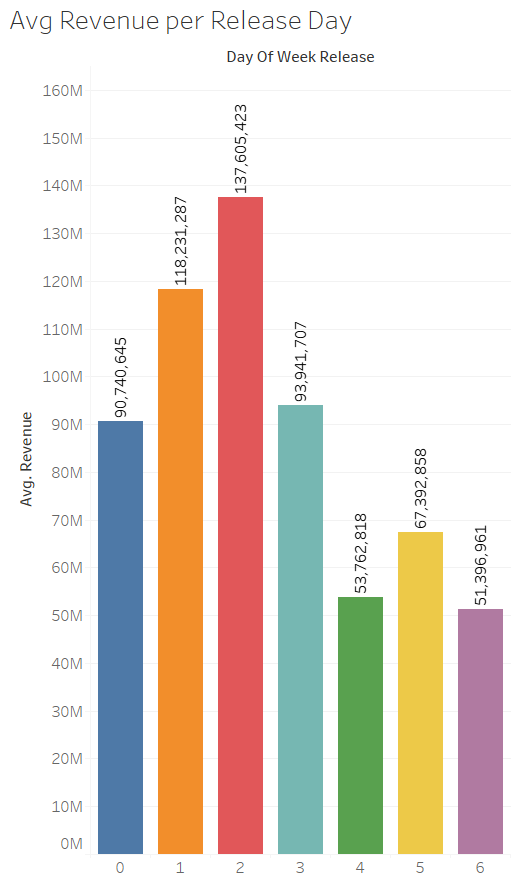 Avg Revenue per Release Day
Day Of Week Release
160M
150M
140M
130M
120M
110M
100M
90M
80M
70M
60M
50M
40M
30M
20M
10M
0M
Avg. Revenue
90,740,645
118,231,287
137,605,423
93,941,707
53,762,818
67,392,858
51,396,961
0 1 2 3 4 5 6